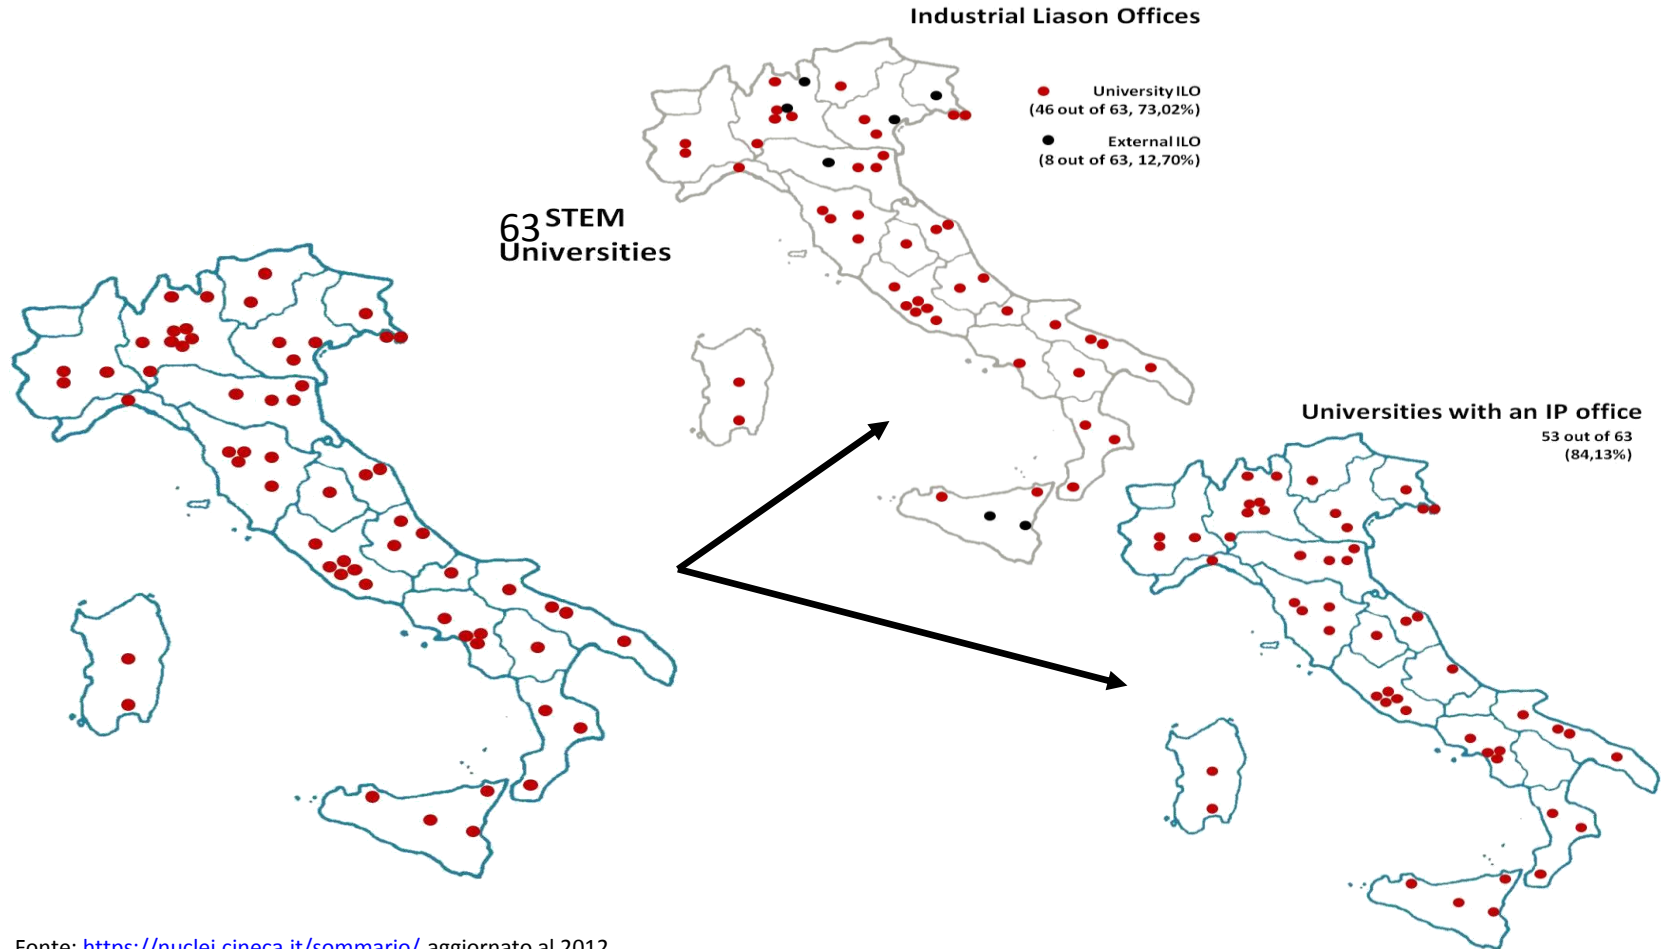 Industrial Liason Offices
University ILO
(46 out of 63, 73,02%)
External ILO
(8 out of 63, 12,70%)
63 STEM
Universities
Universities with an IP office
53 out of 63
(84,13%)
Fonte: https://nuclei.cineca.it/sommario/ aggiornato al 2012